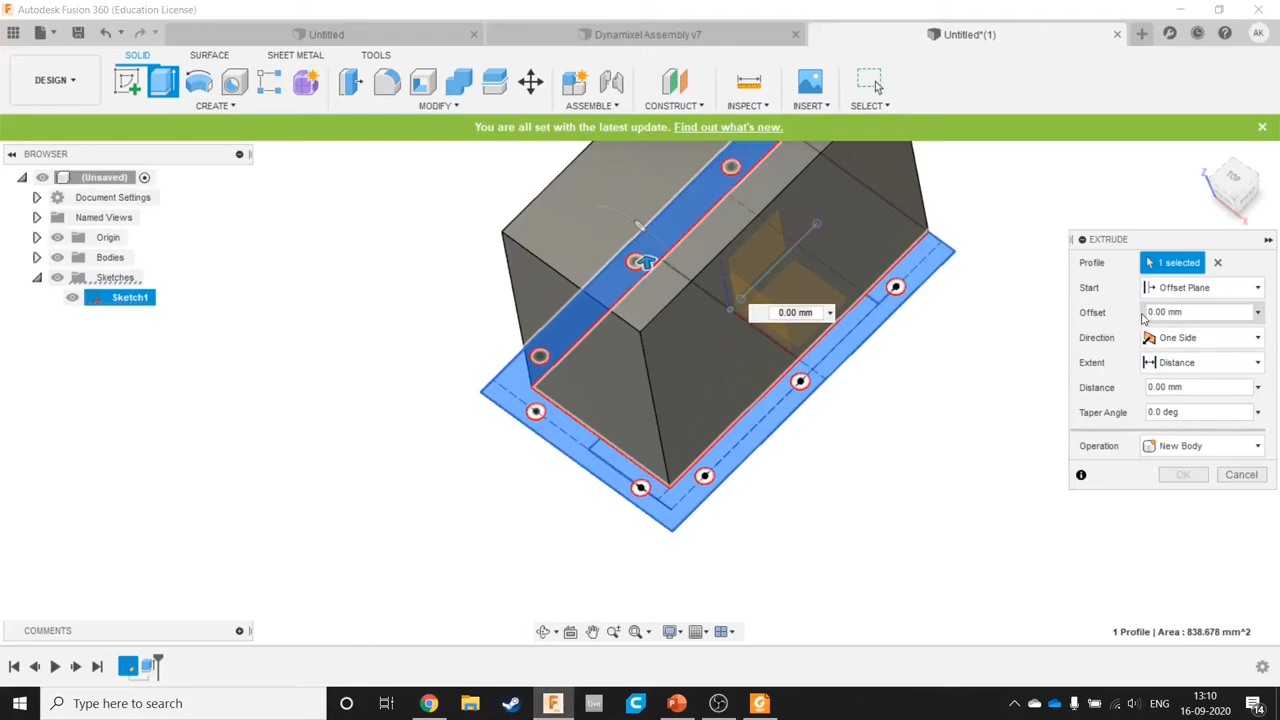 Autodesk Fusion 360 (Education License)
Untitled
Dynamixel Assembly v7
Untitled*(1)
AK
SOLID SURFACE SHEET METAL TOOLS
DESIGN
CREATE MODIFY ASSEMBLE CONSTRUCT INSPECT INSERT SELECT
You are all set with the latest update. Find out what's new.
BROWSER
(Unsaved)
Document Settings
Named Views
Origin
Bodies
Sketches
Sketch1
TOP
Z
X
0.00 mm
EXTRUDE
Profile 1 selected
Start Offset Plane
Offset 0.00 mm
Direction One Side
Extent Distance
Distance 0.00 mm
Taper Angle 0.0 deg
Operation New Body
OK Cancel
COMMENTS
1 Profile | Area : 838.678 mm^2
Type here to search
Live
ENG
13:10
16-09-2020
14